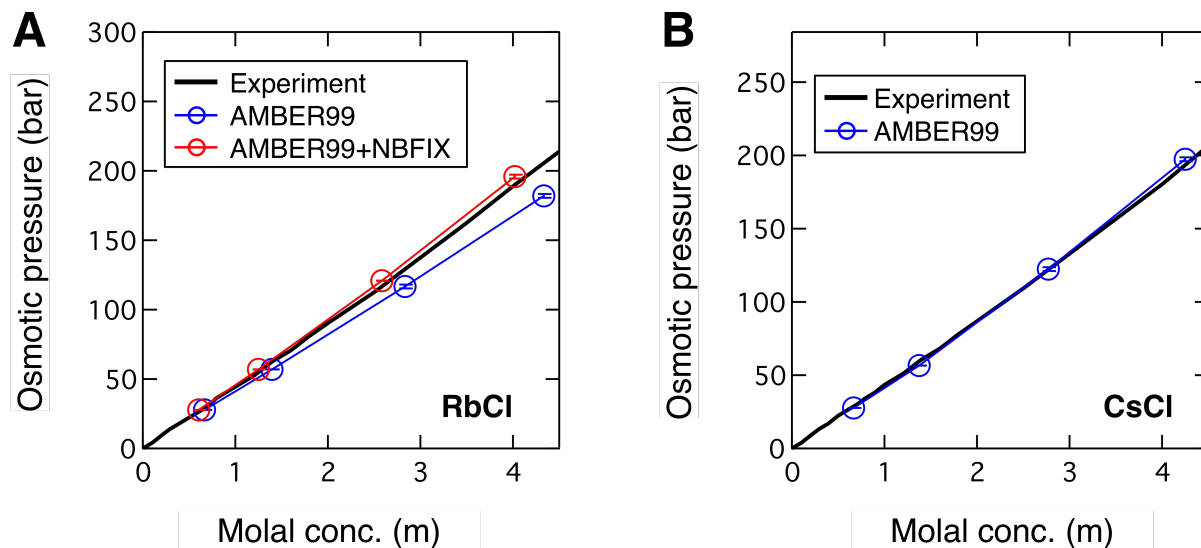 A
Osmotic pressure (bar)
300
250
200
150
100
50
0
Experiment
AMBER99
AMBER99+NBFIX
RbCl
0 1 2 3 4
Molal conc. (m)
B
Osmotic pressure (bar)
250
200
150
100
50
0
Experiment
AMBER99
CsCl
0 1 2 3 4
Molal conc. (m)